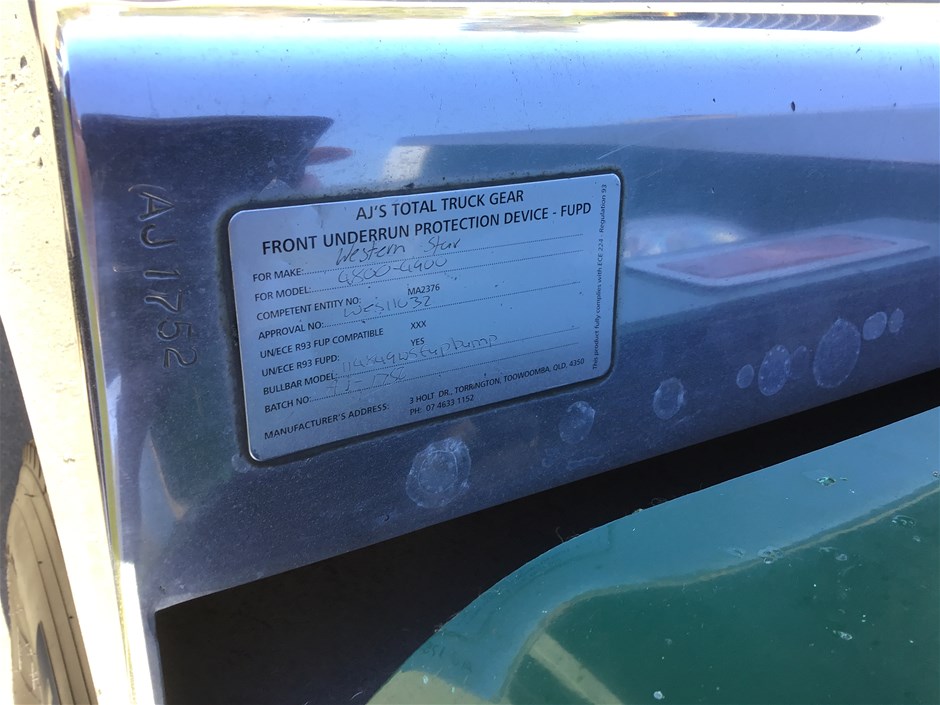 AJ 1752
AJ'S TOTAL TRUCK GEAR
FRONT UNDERRUN PROTECTION DEVICE - FUPD
FOR MAKE: Western Star
FOR MODEL: 4800-4900
COMPETENT ENTITY NO: MA2376
APPROVAL NO:
UN/ECE R93 FUP COMPATIBLE XXX
UN/ECE R93 FUPD: YES
BULLBAR MODEL:
BATCH NO:
MANUFACTURER'S ADDRESS: 3 HOLT DR., TORRINGTON, TOOWOOMBA, QLD, 4350
PH: 07 4633 1152
This product fully complies with ECE 224 - Regulation 93